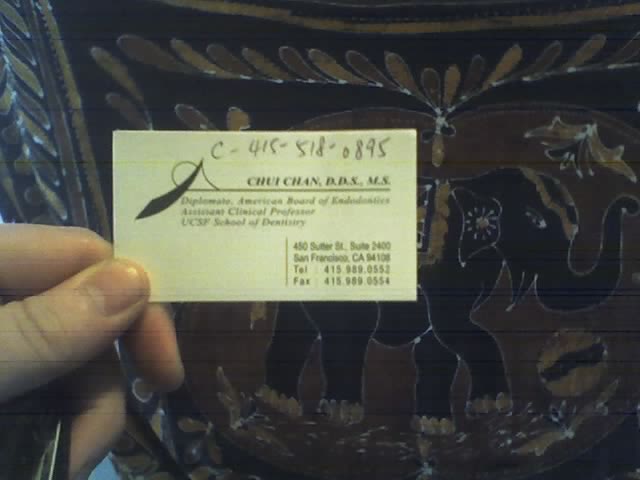 C - 415-518-0895
CHUI CHAN, D.D.S., M.S.
Diplomate, American Board of Endodontics
Assistant Clinical Professor
UCSF School of Dentistry
450 Sutter St., Suite 2400
San Francisco, CA 94108
Tel : 415.989.0552
Fax : 415.989.0554